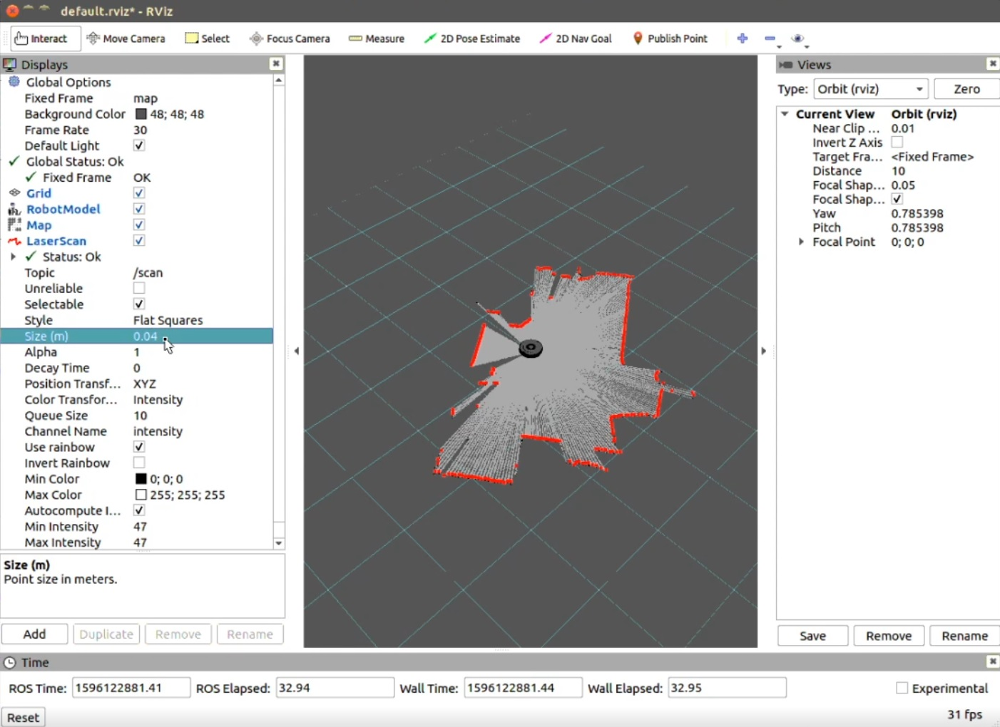 default.rviz* - RViz
Interact Move Camera Select Focus Camera Measure 2D Pose Estimate 2D Nav Goal Publish Point
Displays
Global Options
Fixed Frame map
Background Color 48; 48; 48
Frame Rate 30
Default Light
Global Status: Ok
Fixed Frame OK
Grid
RobotModel
Map
LaserScan
Status: Ok
Topic /scan
Unreliable
Selectable
Style Flat Squares
Size (m) 0.04
Alpha 1
Decay Time 0
Position Transf... XYZ
Color Transfor... Intensity
Queue Size 10
Channel Name intensity
Use rainbow
Invert Rainbow
Min Color 0; 0; 0
Max Color 255; 255; 255
Autocompute I...
Min Intensity 47
Max Intensity 47
Size (m)
Point size in meters.
Add Duplicate Remove Rename
Views
Type: Orbit (rviz) Zero
Current View Orbit (rviz)
Near Clip ... 0.01
Invert Z Axis
Target Fra... <Fixed Frame>
Distance 10
Focal Shap... 0.05
Focal Shap...
Yaw 0.785398
Pitch 0.785398
Focal Point 0; 0; 0
Save Remove Rename
Time
ROS Time: 1596122881.41 ROS Elapsed: 32.94 Wall Time: 1596122881.44 Wall Elapsed: 32.95 Experimental
Reset 31 fps